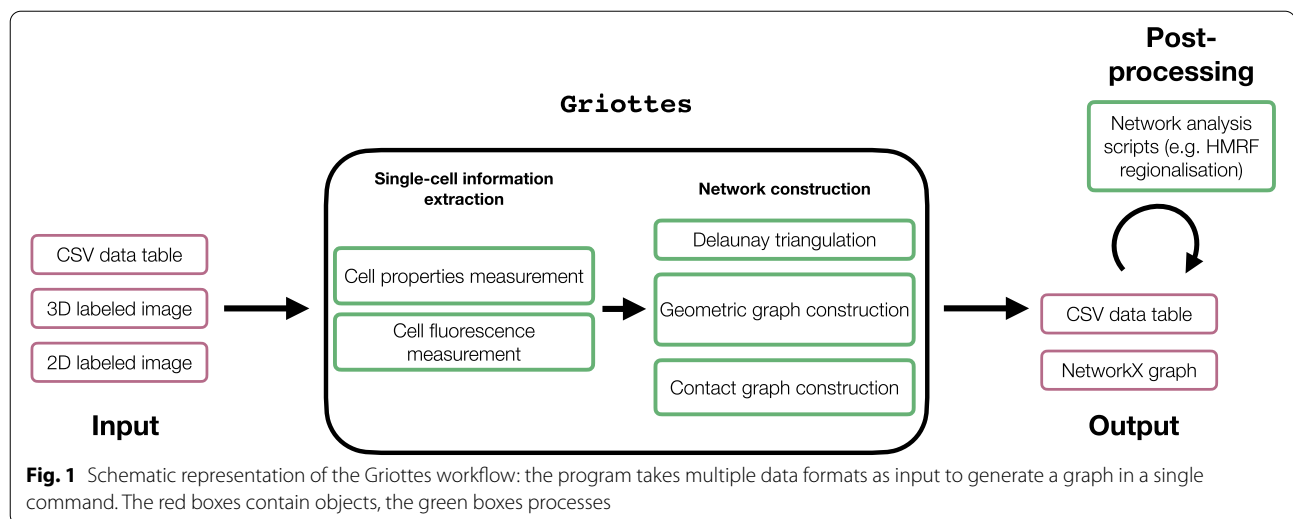 Post-
processing
Network analysis
scripts (e.g. HMRF
regionalisation)
Griottes
Single-cell information
extraction
Cell properties measurement
Cell fluorescence
measurement
Network construction
Delaunay triangulation
Geometric graph construction
Contact graph construction
CSV data table
3D labeled image
2D labeled image
Input
CSV data table
NetworkX graph
Output
Fig. 1 Schematic representation of the Griottes workflow: the program takes multiple data formats as input to generate a graph in a single
command. The red boxes contain objects, the green boxes processes